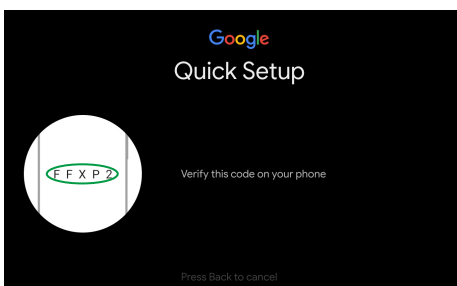 Google
Quick Setup
F F X P 2
Verify this code on your phone
Press Back to cancel